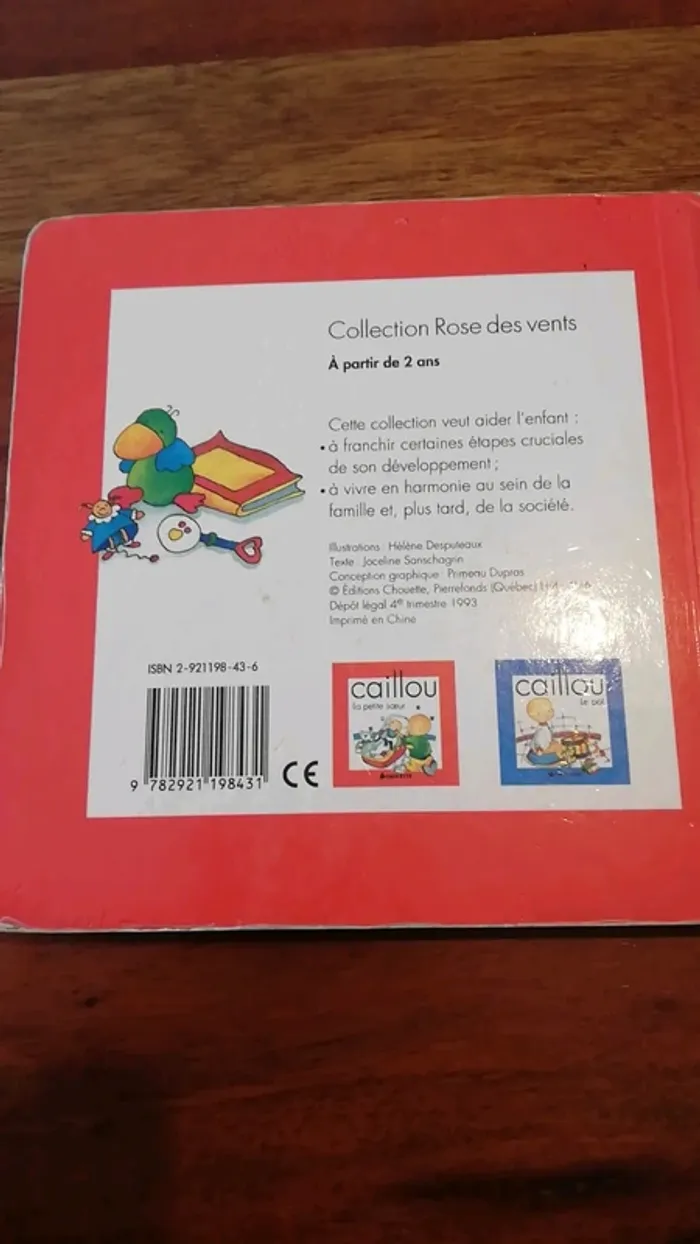 Collection Rose des vents
À partir de 2 ans
Cette collection veut aider l'enfant :
• à franchir certaines étapes cruciales
de son développement ;
• à vivre en harmonie au sein de la
famille et, plus tard, de la société.
Illustrations : Hélène Desputeaux
Texte : Joceline Sanschagrin
Conception graphique : Primeau Dupras
© Éditions Chouette, Pierrefonds (Québec)
Dépôt légal 4e trimestre 1993
Imprimé en Chine
ISBN 2-921198-43-6
9 782921 198431
CE
caillou
la petite sœur
caillou
le pot